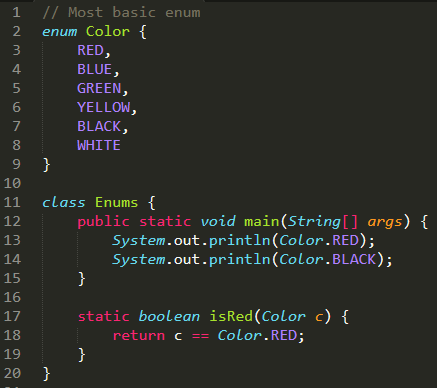 1 // Most basic enum
2 enum Color {
3     RED,
4     BLUE,
5     GREEN,
6     YELLOW,
7     BLACK,
8     WHITE
9 }
10
11 class Enums {
12     public static void main(String[] args) {
13         System.out.println(Color.RED);
14         System.out.println(Color.BLACK);
15     }
16
17     static boolean isRed(Color c) {
18         return c == Color.RED;
19     }
20 }